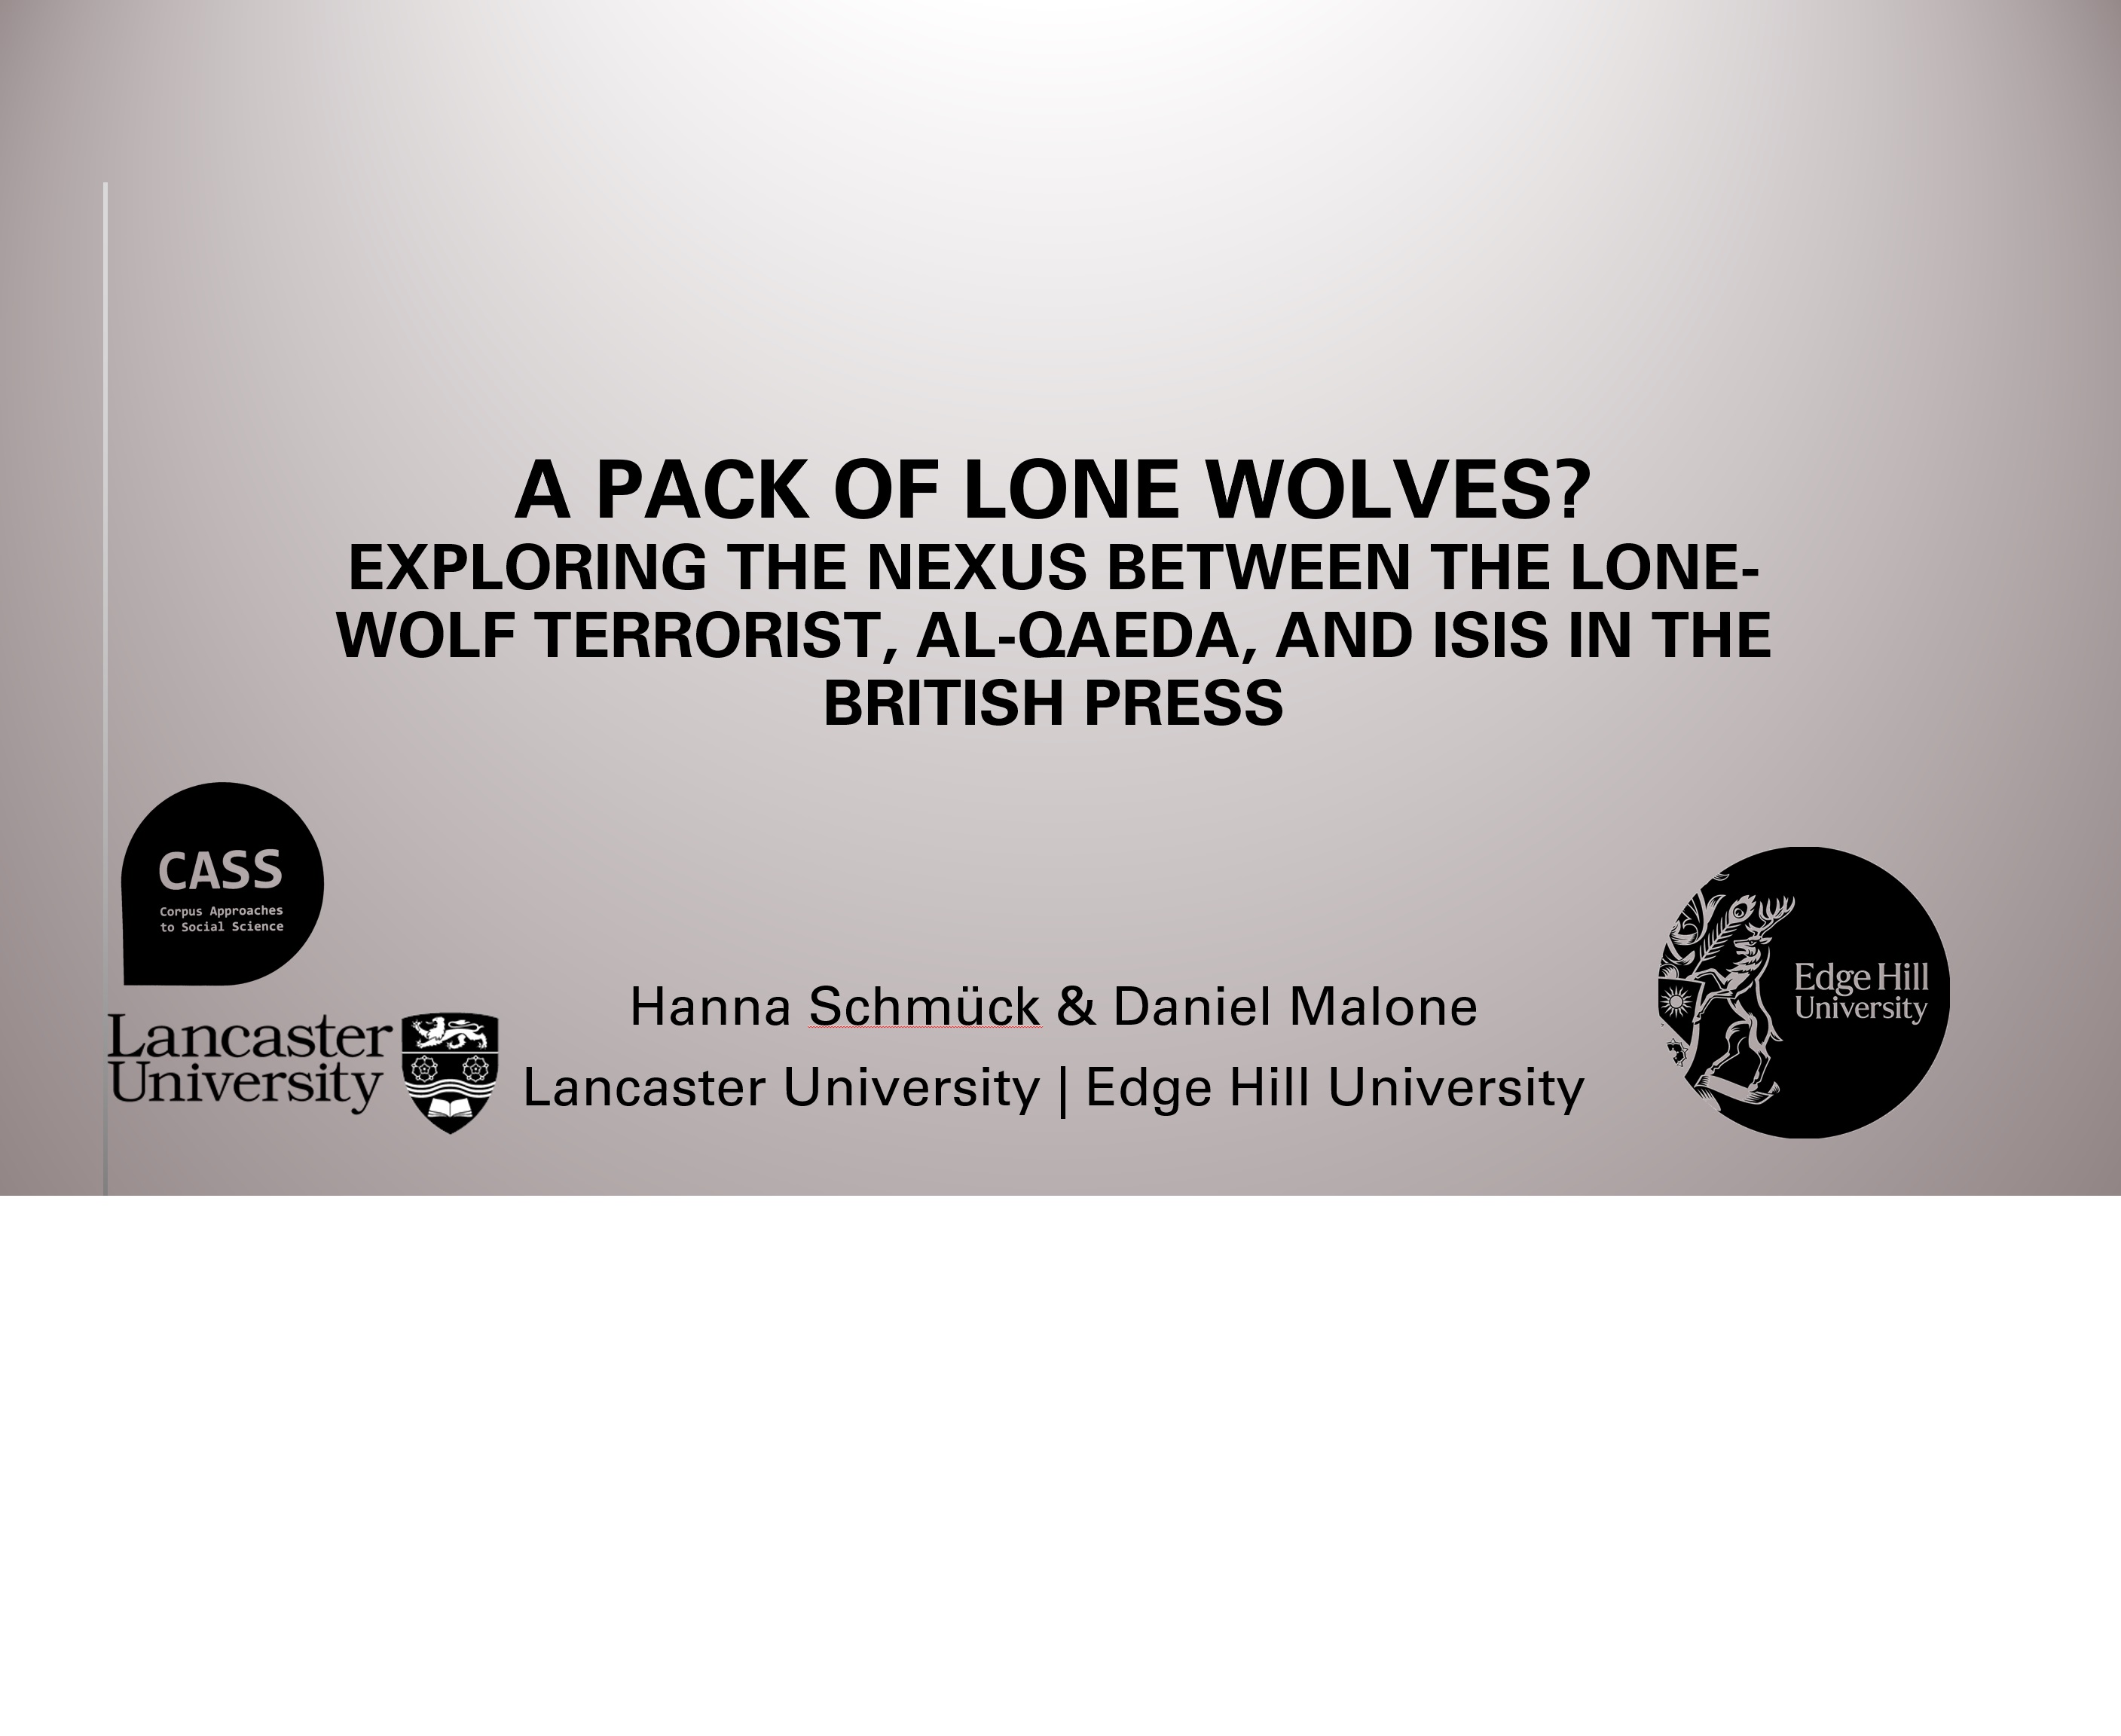 A PACK OF LONE WOLVES?
EXPLORING THE NEXUS BETWEEN THE LONE-
WOLF TERRORIST, AL-QAEDA, AND ISIS IN THE
BRITISH PRESS
CASS
Corpus Approaches
to Social Science
Lancaster
University
Hanna Schmück & Daniel Malone
Lancaster University | Edge Hill University
Edge Hill
University